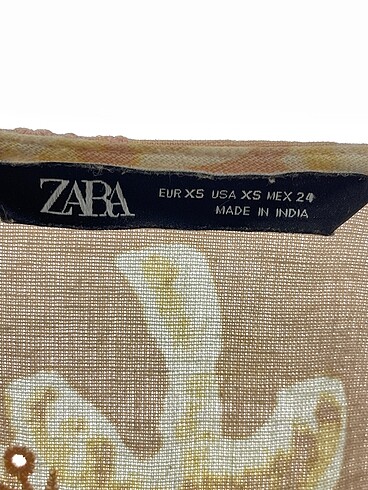 ZARA
EUR XS USA XS MEX 24
MADE IN INDIA